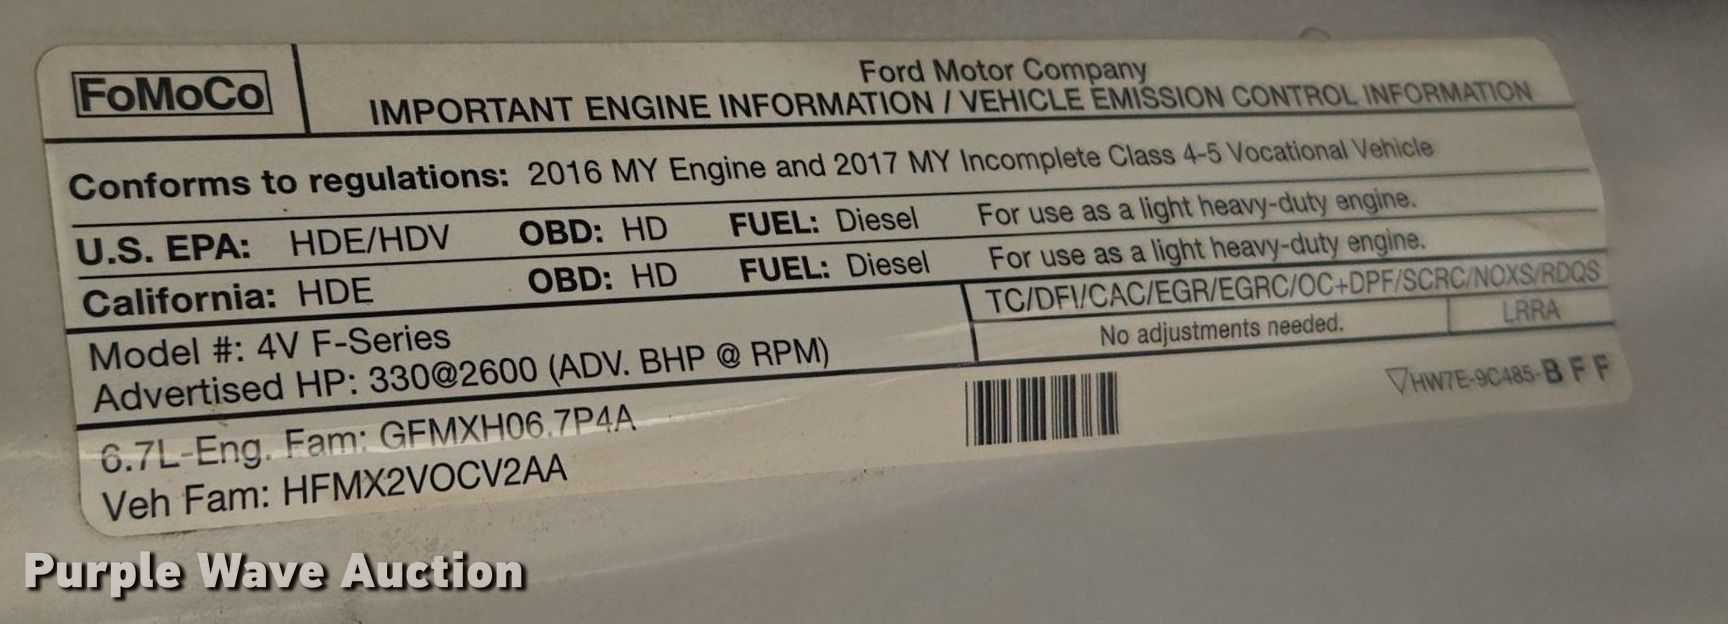 FoMoCo
Ford Motor Company
IMPORTANT ENGINE INFORMATION / VEHICLE EMISSION CONTROL INFORMATION
Conforms to regulations: 2016 MY Engine and 2017 MY Incomplete Class 4-5 Vocational Vehicle
U.S. EPA: HDE/HDV OBD: HD FUEL: Diesel For use as a light heavy-duty engine.
California: HDE OBD: HD FUEL: Diesel For use as a light heavy-duty engine.
Model #: 4V F-Series
Advertised HP: 330@2600 (ADV. BHP @ RPM)
TC/DFI/CAC/EGR/EGRC/OC+DPF/SCRC/NOXS/RDQS
No adjustments needed. LRRA
6.7L-Eng. Fam: GFMXH06.7P4A
Veh Fam: HFMX2VOCV2AA
HW7E-9C485-BFF
Purple Wave Auction